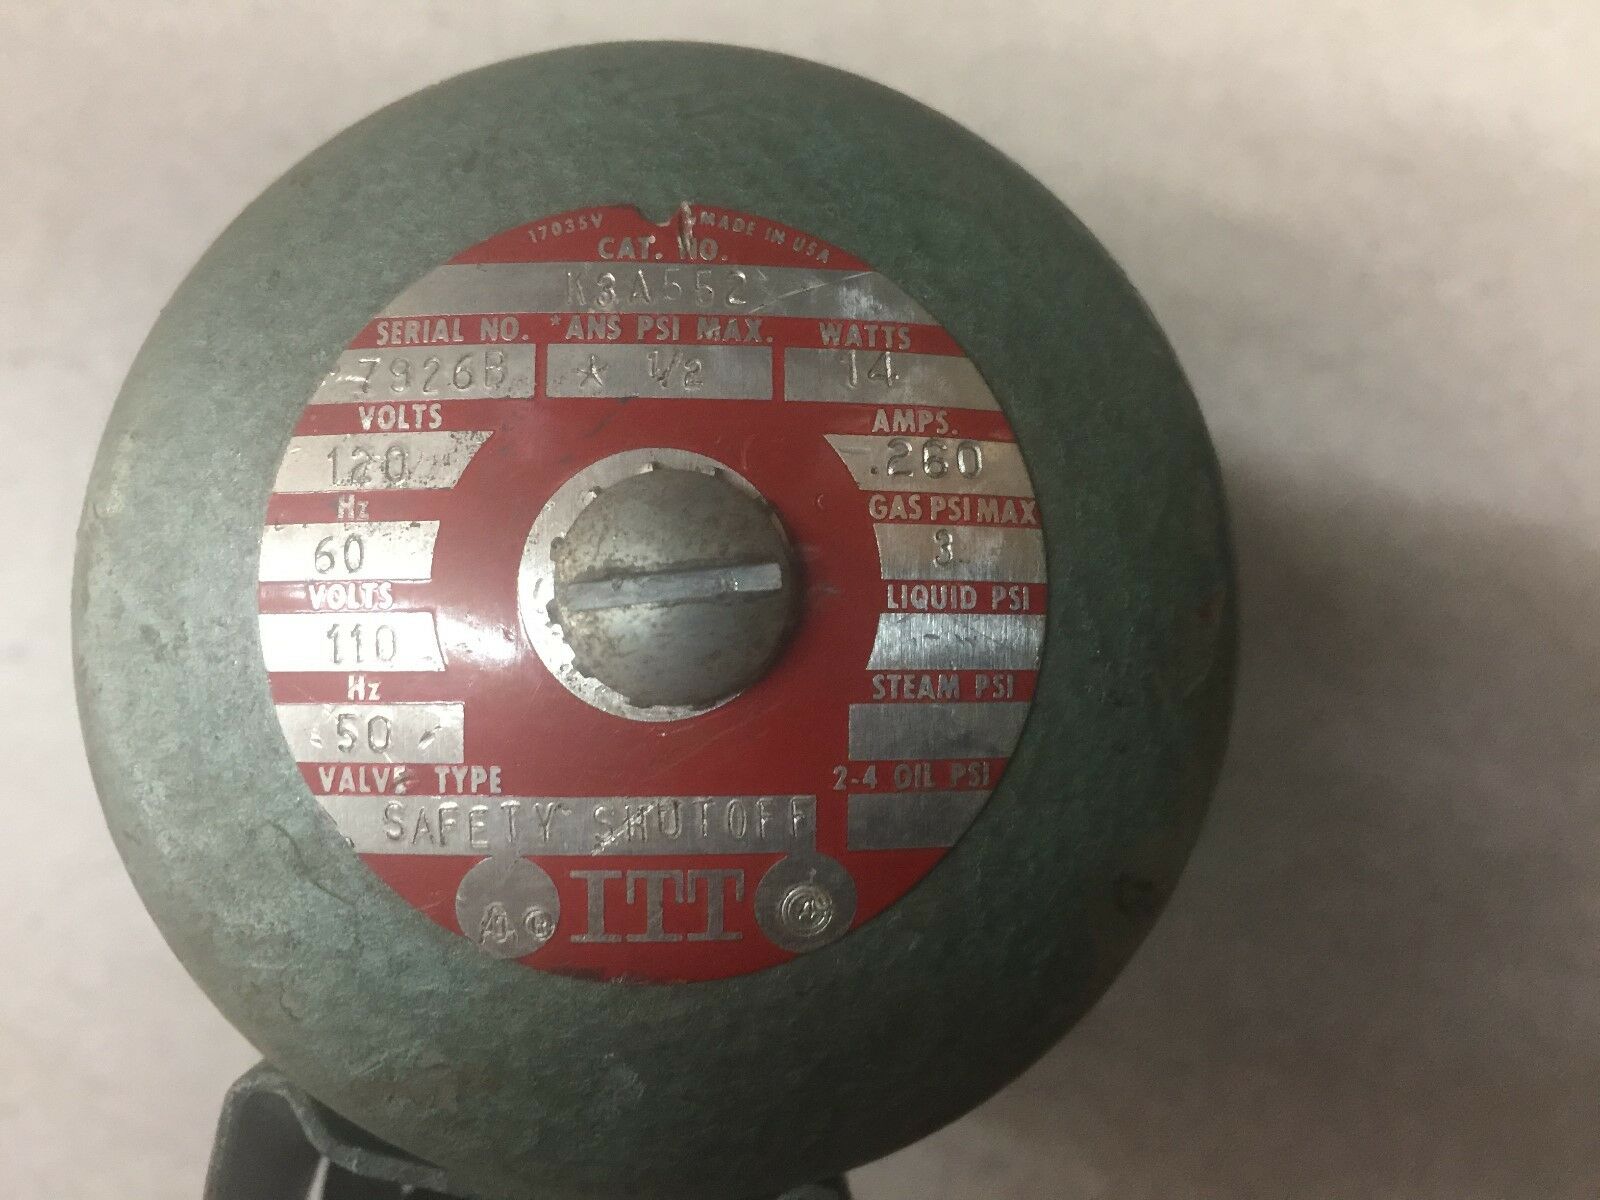 17035V MADE IN USA
CAT. NO.
K3A552
SERIAL NO. *ANS PSI MAX. WATTS
7926B * 1/2 14
VOLTS AMPS.
120 .260
Hz GAS PSI MAX
60 3
VOLTS LIQUID PSI
110
Hz STEAM PSI
50
VALVE TYPE 2-4 OIL PSI
SAFETY SHUTOFF
ITT